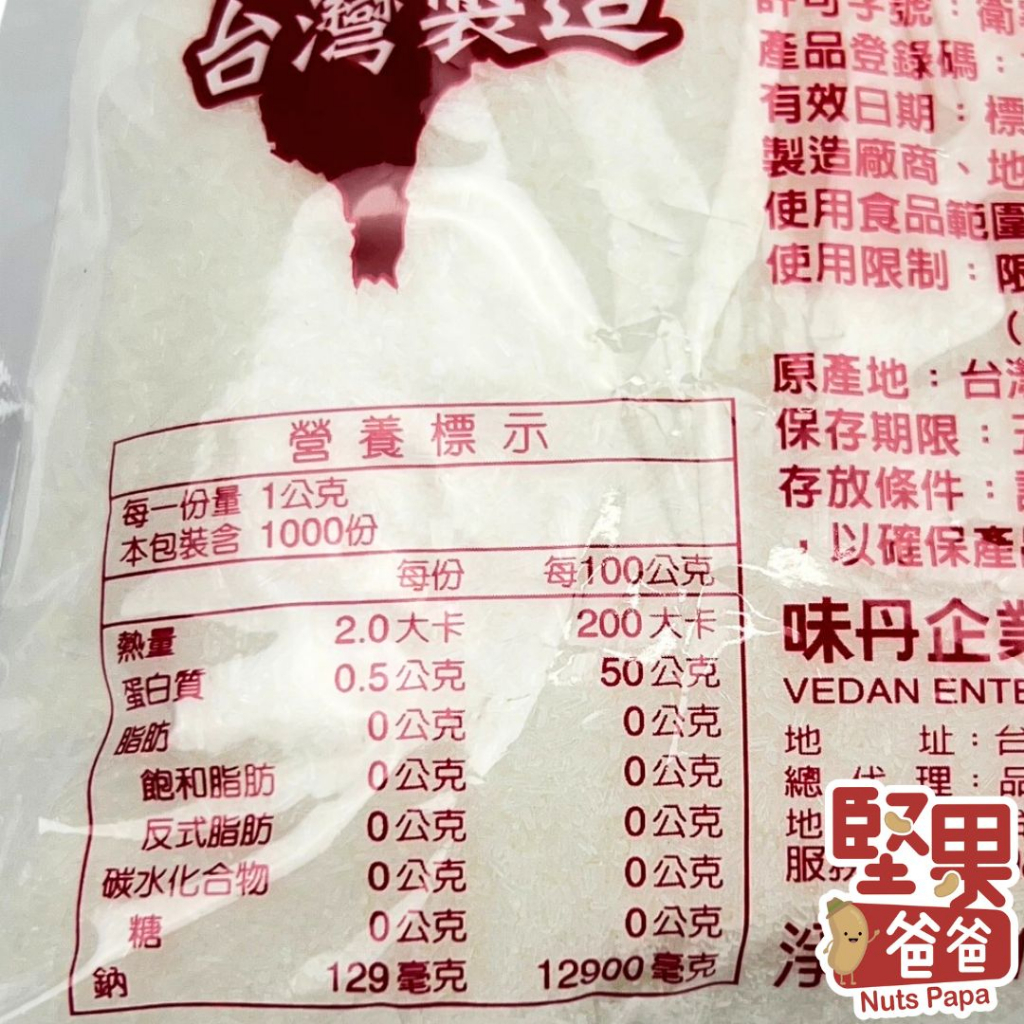 台灣製造
許可字號：衛
產品登錄碼：
有效日期：標
製造廠商、地
使用食品範圍
使用限制：限
（
原產地：台灣
保存期限：五
存放條件：請
，以確保產品
味丹企業
VEDAN ENTE
地 址：台
總 代 理：品
地
服務
淨
營養標示
每一份量 1公克
本包裝含 1000份
每份 每100公克
熱量 2.0大卡 200大卡
蛋白質 0.5公克 50公克
脂肪 0公克 0公克
飽和脂肪 0公克 0公克
反式脂肪 0公克 0公克
碳水化合物 0公克 0公克
糖 0公克 0公克
鈉 129毫克 12900毫克
堅果
爸爸
Nuts Papa